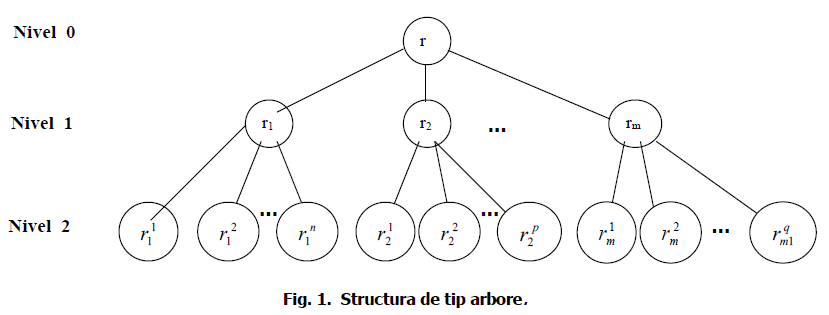 Nivel 0
r
Nivel 1
r₁
r₂
...
rₘ
Nivel 2
r₁¹
r₁²
...
r₁ⁿ
r₂¹
r₂²
...
r₂ᵖ
rₘ¹
rₘ²
...
rₘ₁^q
Fig. 1. Structura de tip arbore.